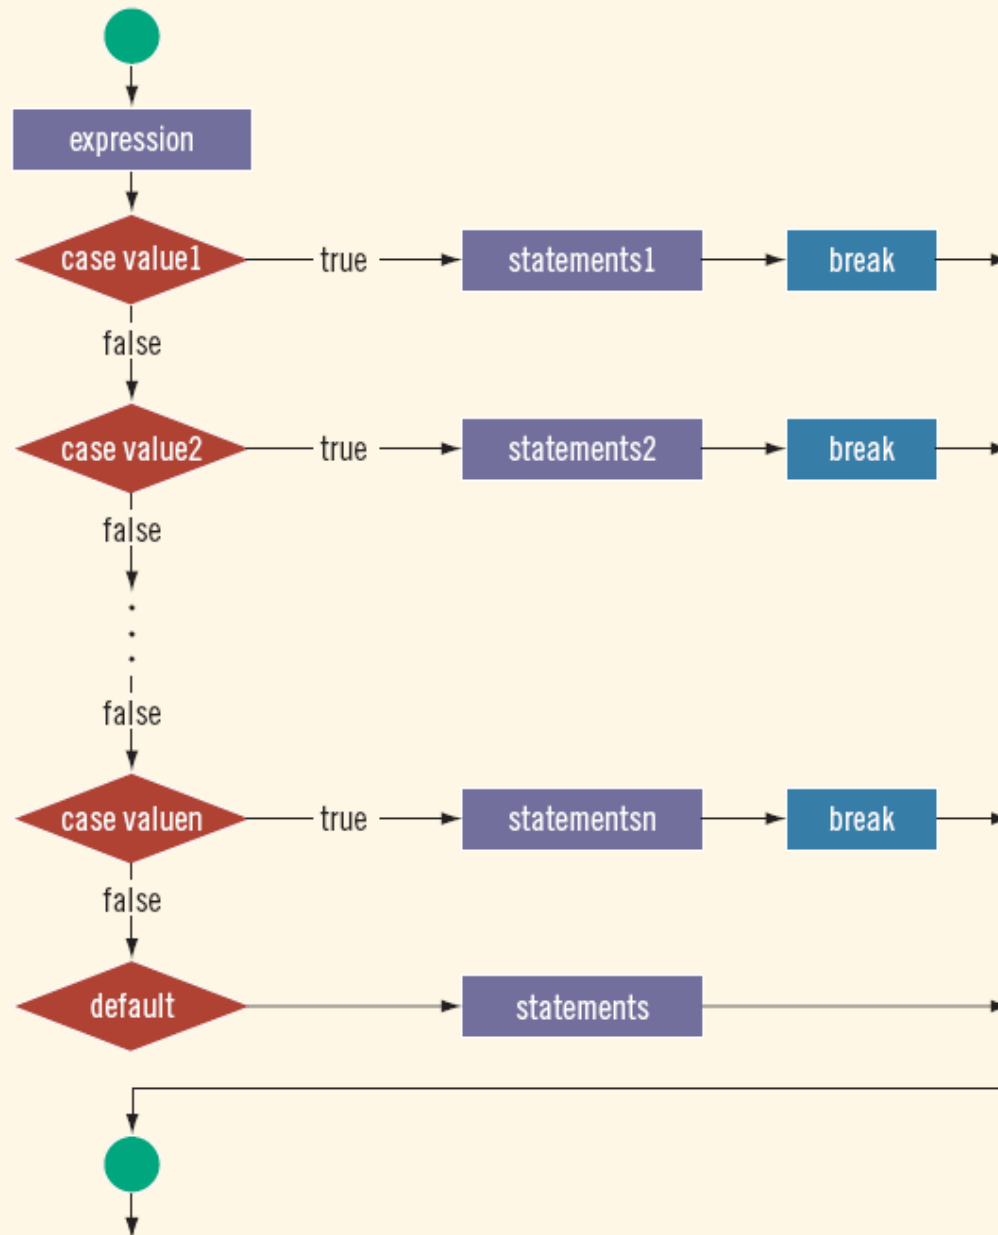 expression
case value1 true statements1 break
false
case value2 true statements2 break
false
false
case valuen true statementsn break
false
default statements